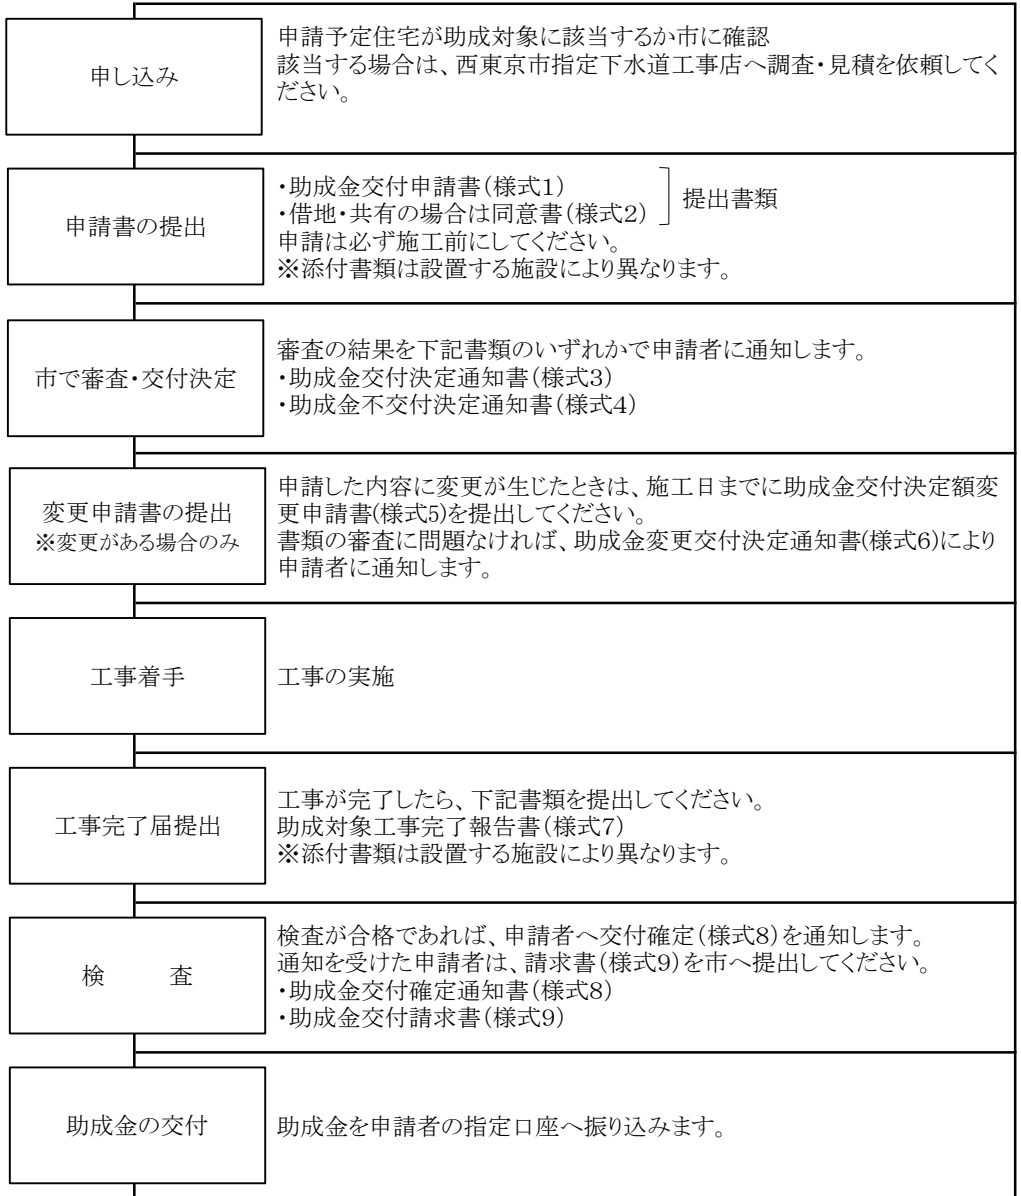 申し込み
申請予定住宅が助成対象に該当するか市に確認
該当する場合は、西東京市指定下水道工事店へ調査・見積を依頼してく
ださい。
申請書の提出
・助成金交付申請書(様式1)
・借地・共有の場合は同意書(様式2)
提出書類
申請は必ず施工前にしてください。
※添付書類は設置する施設により異なります。
市で審査・交付決定
審査の結果を下記書類のいずれかで申請者に通知します。
・助成金交付決定通知書(様式3)
・助成金不交付決定通知書(様式4)
変更申請書の提出
※変更がある場合のみ
申請した内容に変更が生じたときは、施工日までに助成金交付決定額変
更申請書(様式5)を提出してください。
書類の審査に問題なければ、助成金変更交付決定通知書(様式6)により
申請者に通知します。
工事着手
工事の実施
工事完了届提出
工事が完了したら、下記書類を提出してください。
助成対象工事完了報告書(様式7)
※添付書類は設置する施設により異なります。
検　　査
検査が合格であれば、申請者へ交付確定(様式8)を通知します。
通知を受けた申請者は、請求書(様式9)を市へ提出してください。
・助成金交付確定通知書(様式8)
・助成金交付請求書(様式9)
助成金の交付
助成金を申請者の指定口座へ振り込みます。